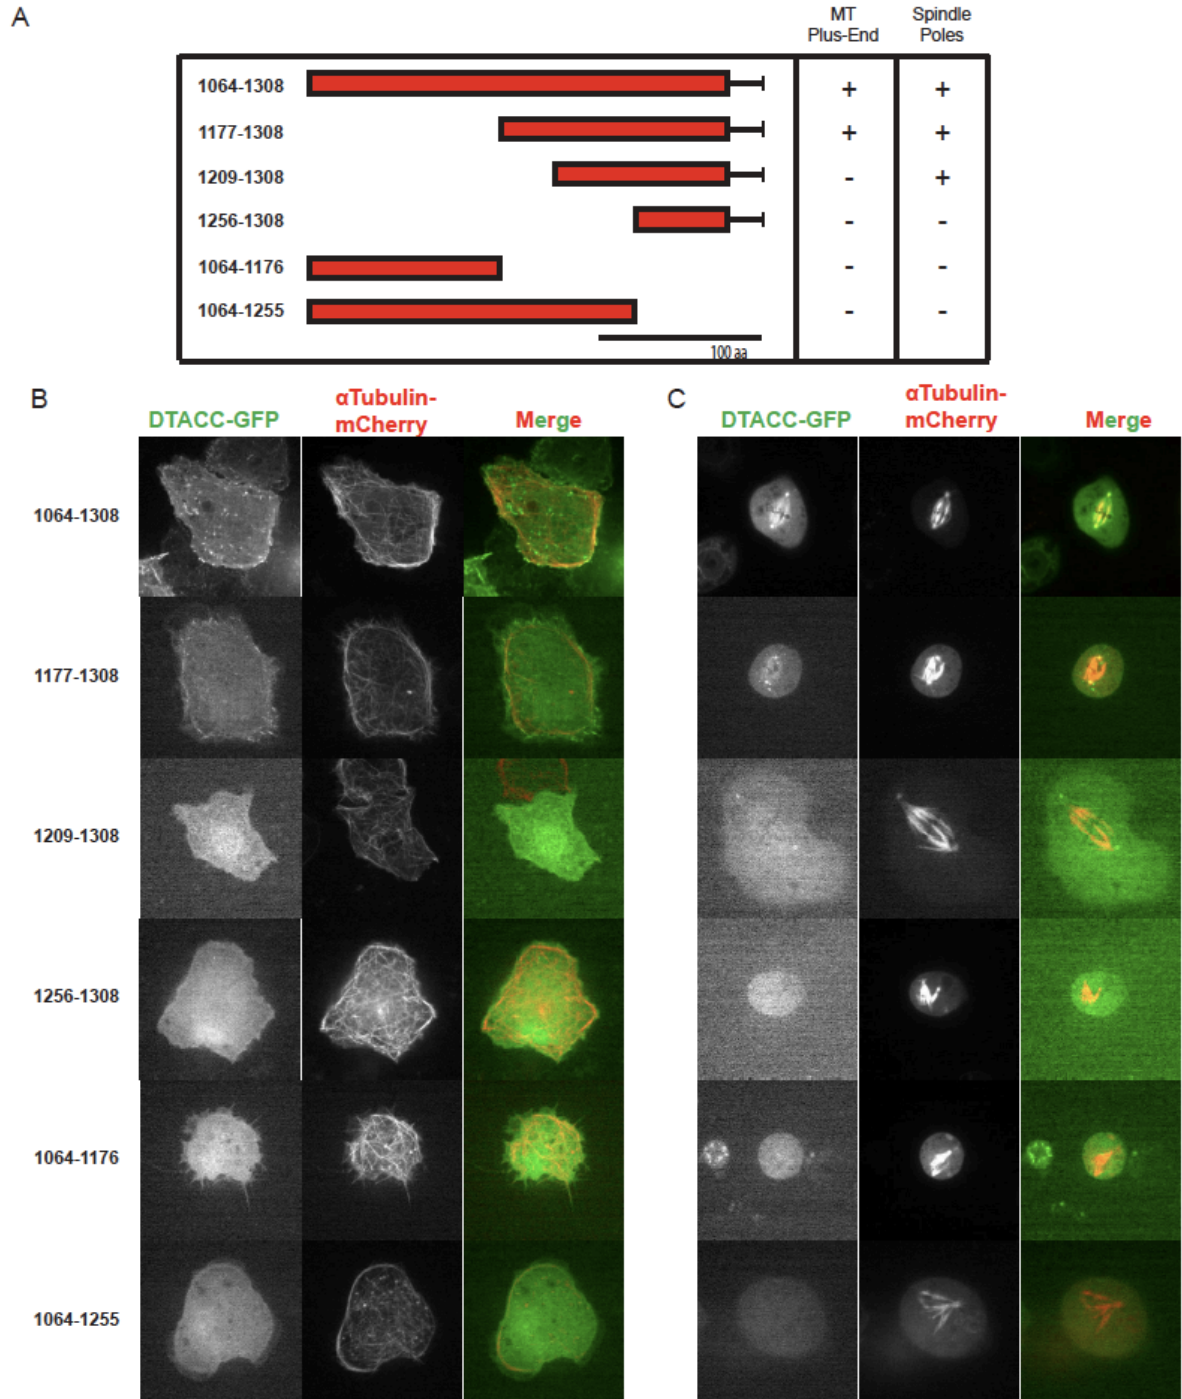 A
MT
Plus-End
Spindle
Poles
1064-1308
+ +
1177-1308
+ +
1209-1308
- +
1256-1308
- -
1064-1176
- -
1064-1255
- -
100 aa
B
DTACC-GFP
αTubulin-
mCherry
Merge
C
DTACC-GFP
αTubulin-
mCherry
Merge
1064-1308
1177-1308
1209-1308
1256-1308
1064-1176
1064-1255